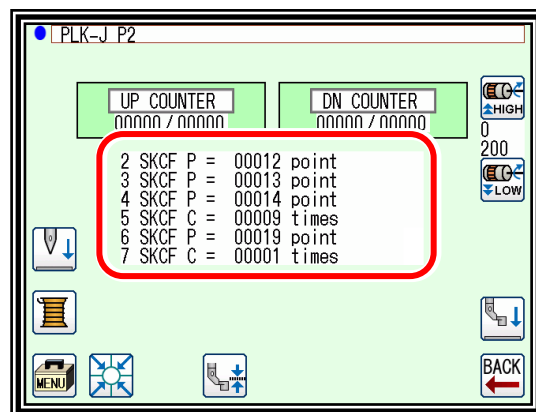 PLK-J P2
UP COUNTER
00000/00000
DN COUNTER
00000/00000
HIGH
0
200
LOW
2 SKCF P = 00012 point
3 SKCF P = 00013 point
4 SKCF P = 00014 point
5 SKCF C = 00009 times
6 SKCF P = 00019 point
7 SKCF C = 00001 times
MENU
BACK